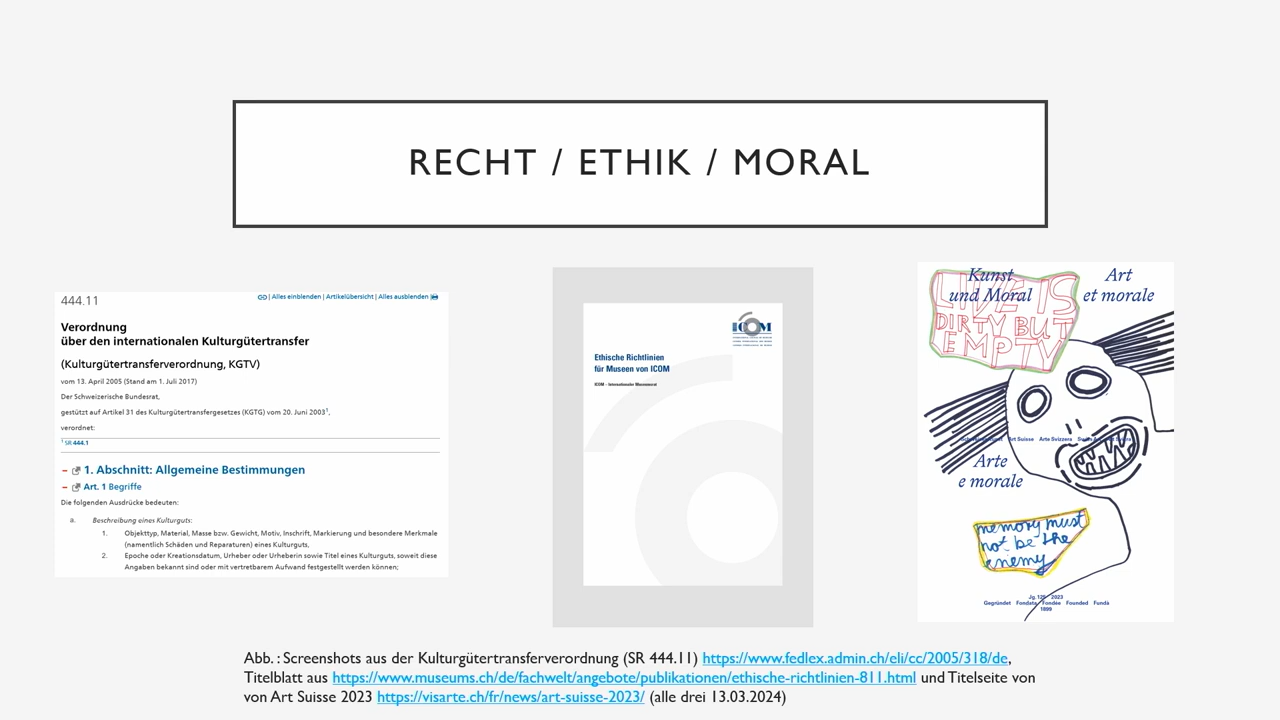 RECHT / ETHIK / MORAL
444.11
| Alles einblenden | Artikelübersicht | Alles ausblenden |
Verordnung
über den internationalen Kulturgütertransfer
(Kulturgütertransferverordnung, KGTV)
vom 13. April 2005 (Stand am 1. Juli 2017)
Der Schweizerische Bundesrat,
gestützt auf Artikel 31 des Kulturgütertransfergesetzes (KGTG) vom 20. Juni 2003¹,
verordnet:
¹ SR 444.1
1. Abschnitt: Allgemeine Bestimmungen
Art. 1 Begriffe
Die folgenden Ausdrücke bedeuten:
a. Beschreibung eines Kulturguts:
1. Objekttyp, Material, Masse bzw. Gewicht, Motiv, Inschrift, Markierung und besondere Merkmale
(namentlich Schäden und Reparaturen) eines Kulturguts,
2. Epoche oder Kreationsdatum, Urheber oder Urheberin sowie Titel eines Kulturguts, soweit diese
Angaben bekannt sind oder mit vertretbarem Aufwand festgestellt werden können;
ICOM
Ethische Richtlinien
für Museen von ICOM
ICOM – Internationaler Museumsrat
Kunst
und Moral
Art
et morale
LIVE IS
DIRTY BUT
EMPTY
Art Suisse Arte Svizzera
Arte
e morale
memory must
not be the
enemy
Jg. 125 2023
Gegründet Fondata Fondée Founded Fundà
1899
Abb.: Screenshots aus der Kulturgütertransferverordnung (SR 444.11) https://www.fedlex.admin.ch/eli/cc/2005/318/de,
Titelblatt aus https://www.museums.ch/de/fachwelt/angebote/publikationen/ethische-richtlinien-811.html und Titelseite von
von Art Suisse 2023 https://visarte.ch/fr/news/art-suisse-2023/ (alle drei 13.03.2024)